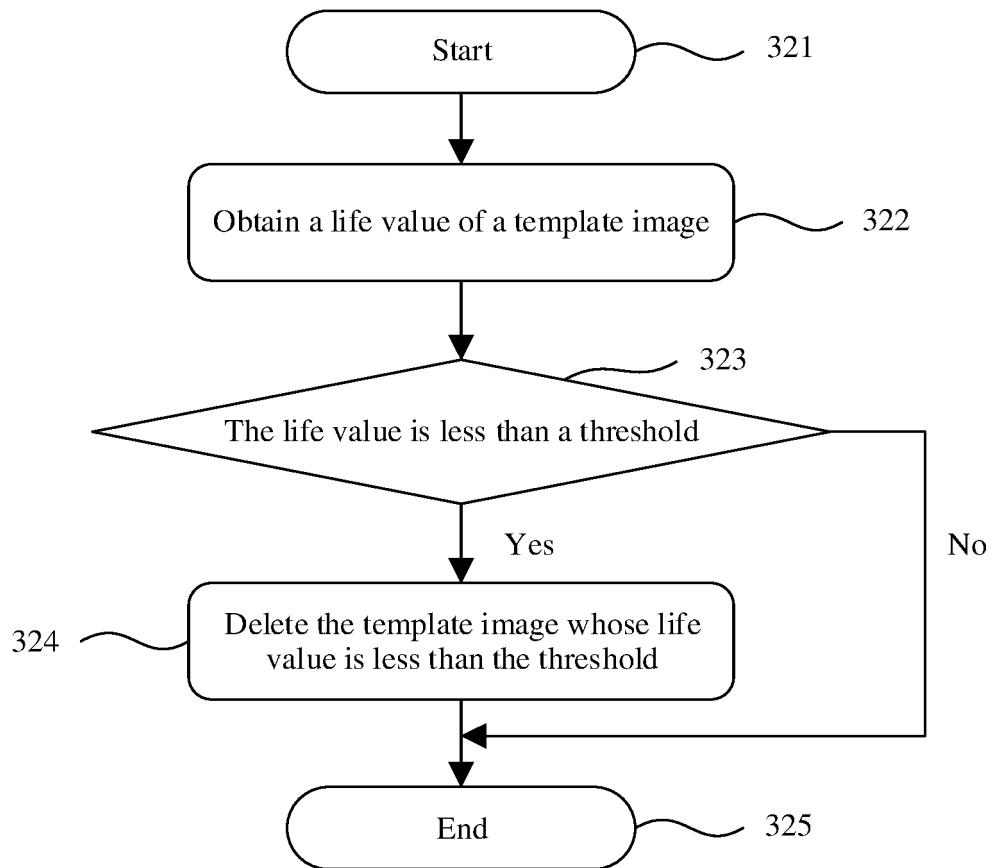 Start
321
Obtain a life value of a template image
322
323
The life value is less than a threshold
Yes
No
324
Delete the template image whose life
value is less than the threshold
End
325